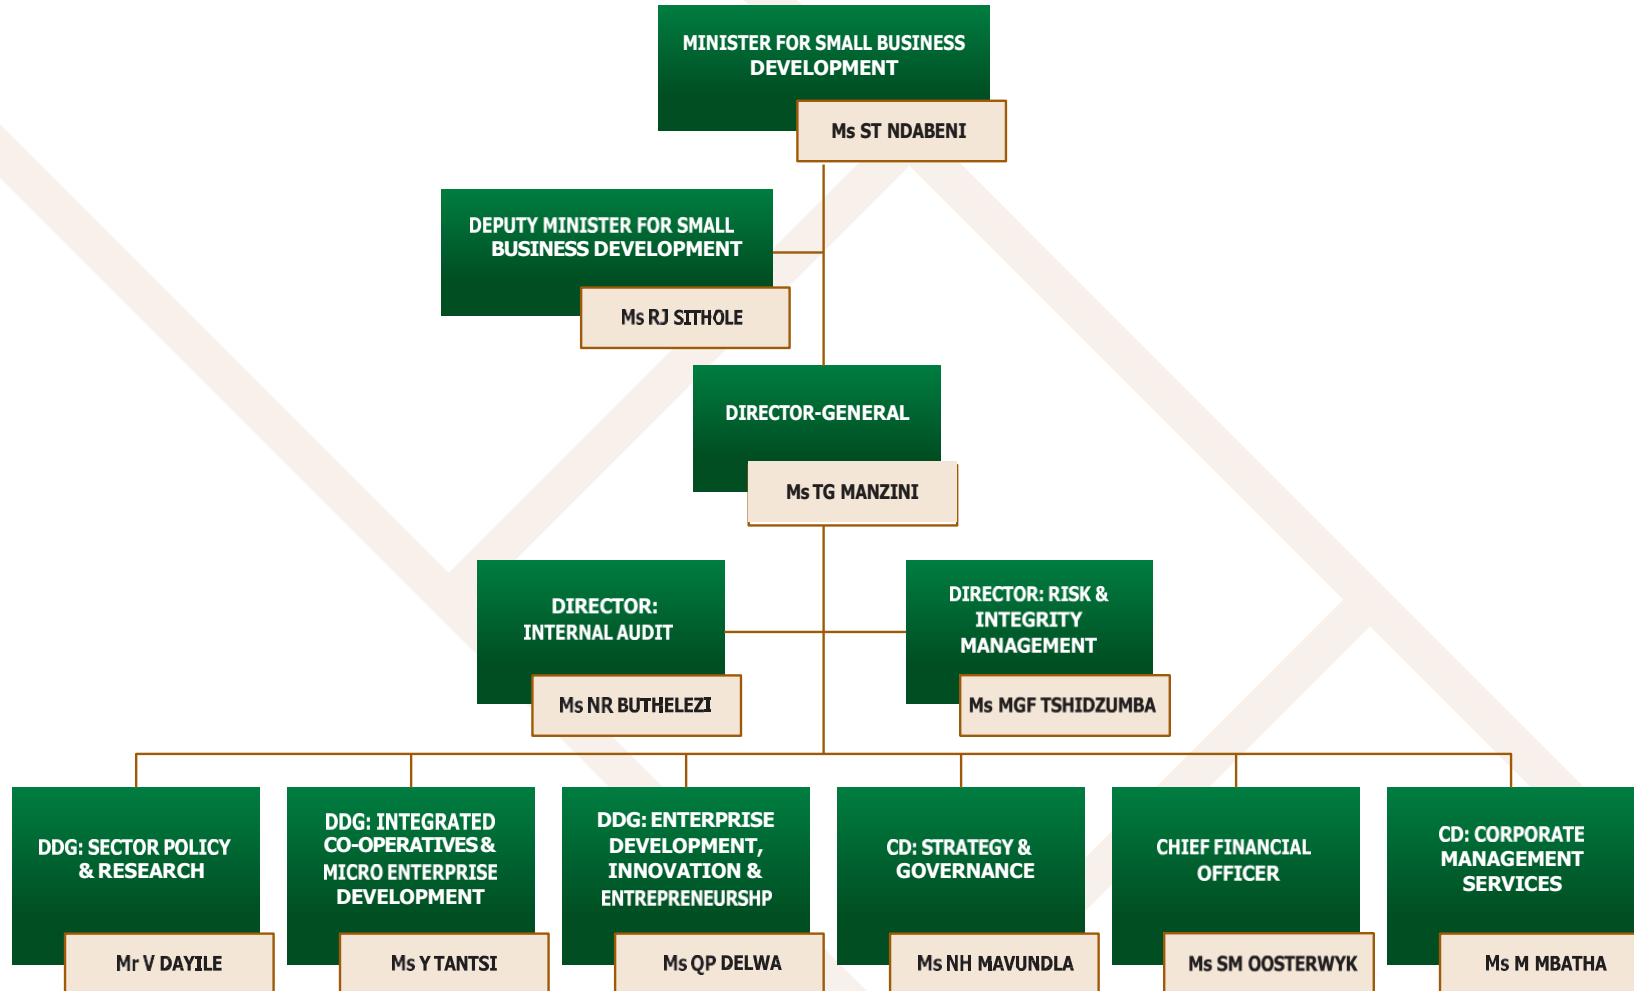 MINISTER FOR SMALL BUSINESS
DEVELOPMENT
Ms ST NDABENI
DEPUTY MINISTER FOR SMALL
BUSINESS DEVELOPMENT
Ms RJ SITHOLE
DIRECTOR-GENERAL
Ms TG MANZINI
DIRECTOR:
INTERNAL AUDIT
Ms NR BUTHELEZI
DIRECTOR: RISK &
INTEGRITY
MANAGEMENT
Ms MGF TSHIDZUMBA
DDG: SECTOR POLICY
& RESEARCH
Mr V DAYILE
DDG: INTEGRATED
CO-OPERATIVES &
MICRO ENTERPRISE
DEVELOPMENT
Ms Y TANTSI
DDG: ENTERPRISE
DEVELOPMENT,
INNOVATION &
ENTREPRENEURSHP
Ms QP DELWA
CD: STRATEGY &
GOVERNANCE
Ms NH MAVUNDLA
CHIEF FINANCIAL
OFFICER
Ms SM OOSTERWYK
CD: CORPORATE
MANAGEMENT
SERVICES
Ms M MBATHA